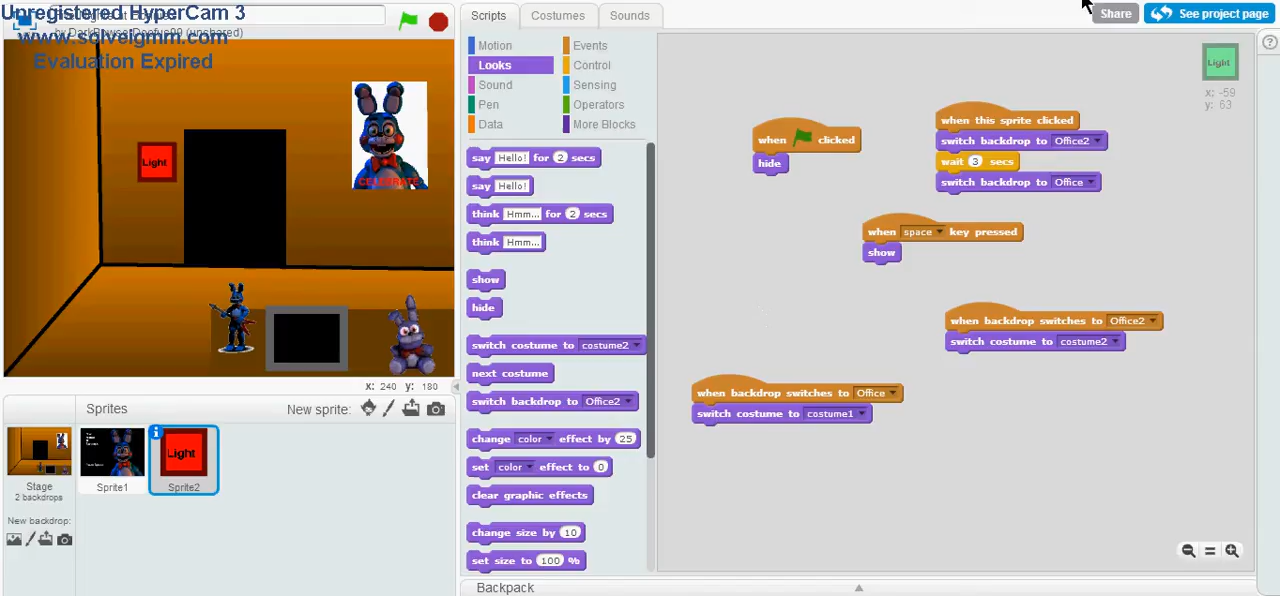 Unregistered HyperCam 3
by DarkBowseDoofus99 (unshared)
www.solveigmm.com
Evaluation Expired
Light
CELEBRATE
x: 240 y: 180
Sprites
New sprite:
Stage
2 backdrops
New backdrop:
Sprite1
Light
Sprite2
Scripts
Costumes
Sounds
Share
See project page
Motion
Events
Looks
Control
Sound
Sensing
Pen
Operators
Data
More Blocks
say Hello! for 2 secs
say Hello!
think Hmm... for 2 secs
think Hmm...
show
hide
switch costume to costume2
next costume
switch backdrop to Office2
change color effect by 25
set color effect to 0
clear graphic effects
change size by 10
set size to 100 %
when clicked
hide
when this sprite clicked
switch backdrop to Office2
wait 3 secs
switch backdrop to Office
when space key pressed
show
when backdrop switches to Office2
switch costume to costume2
when backdrop switches to Office
switch costume to costume1
Light
x: -59
y: 63
Backpack